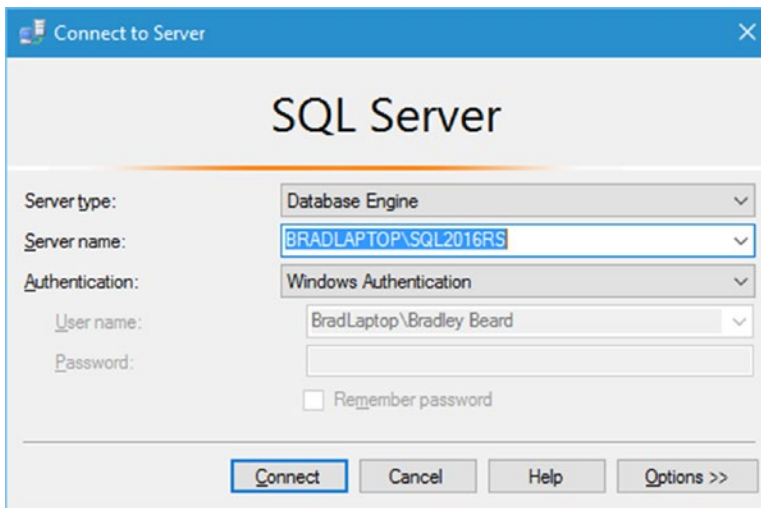 Connect to Server
SQL Server
Server type: Database Engine
Server name: BRADLAPTOP\SQL2016RS
Authentication: Windows Authentication
User name: BradLaptop\Bradley Beard
Password:
Remember password
Connect Cancel Help Options >>